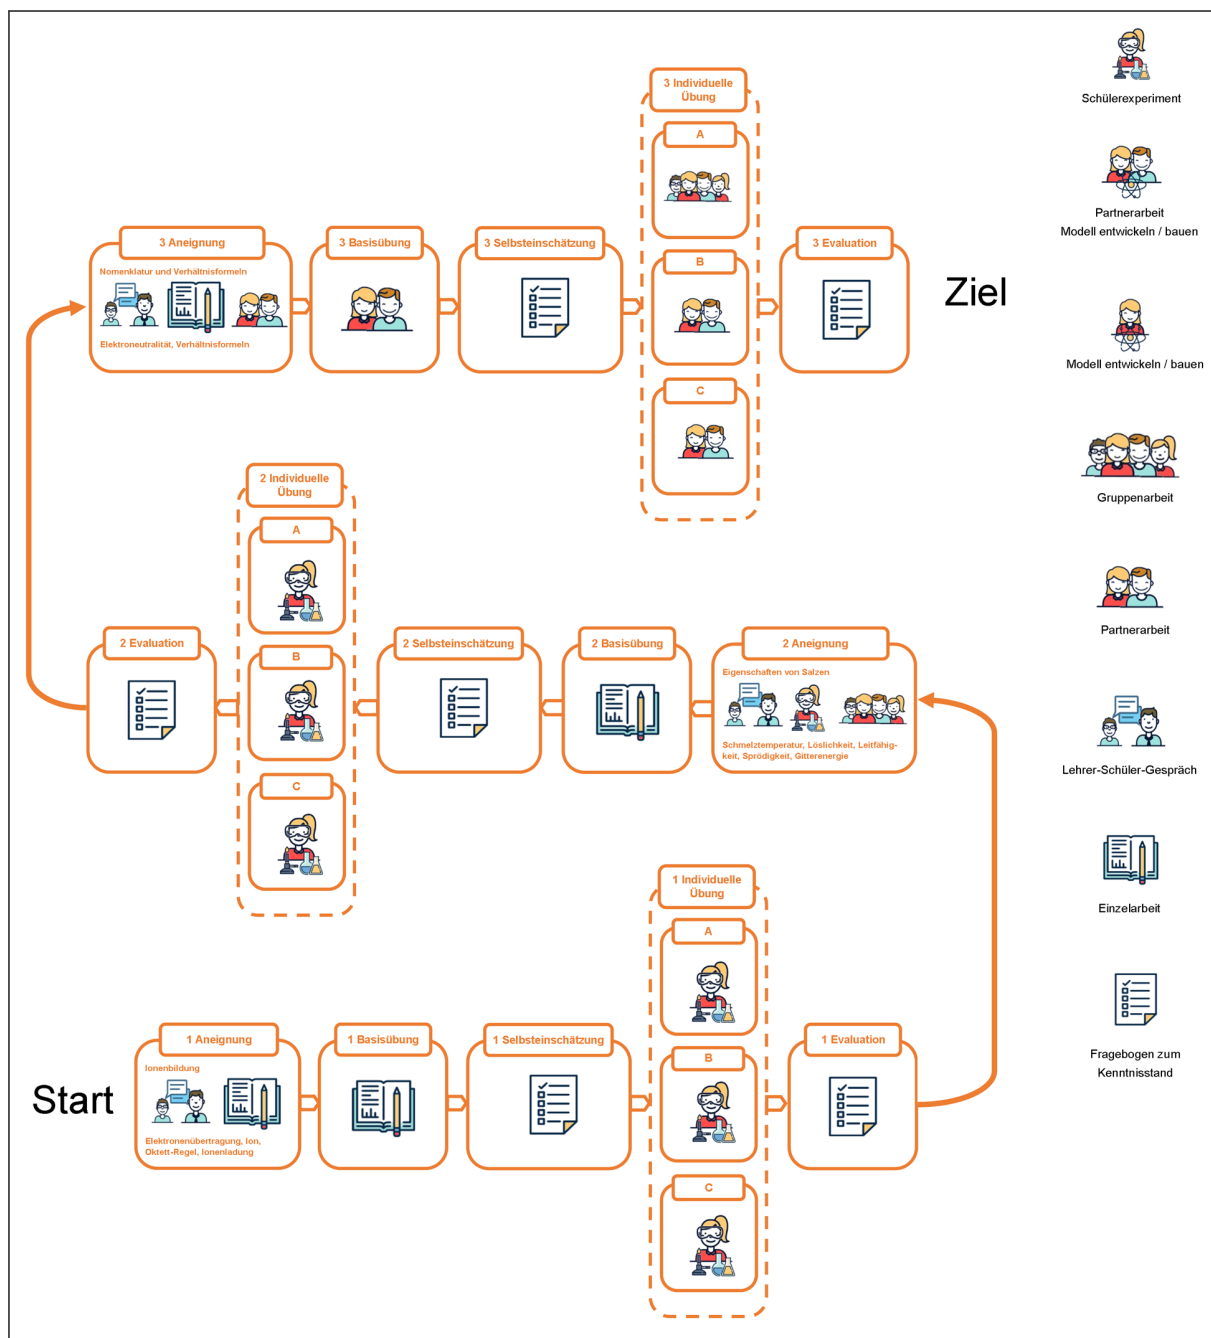 3 Individuelle
Übung
A
B
C
3 Aneignung
Nomenklatur und Verhältnisformeln
Elektroneutralität, Verhältnisformeln
3 Basisübung
3 Selbsteinschätzung
3 Evaluation
Ziel
2 Individuelle
Übung
A
B
C
2 Evaluation
2 Selbsteinschätzung
2 Basisübung
2 Aneignung
Eigenschaften von Salzen
Schmelztemperatur, Löslichkeit, Leitfähig-
keit, Sprödigkeit, Gitterenergie
1 Individuelle
Übung
A
B
C
Start
1 Aneignung
Ionenbildung
Elektronenübertragung, Ion,
Oktett-Regel, Ionenladung
1 Basisübung
1 Selbsteinschätzung
1 Evaluation
Schülerexperiment
Partnerarbeit
Modell entwickeln / bauen
Modell entwickeln / bauen
Gruppenarbeit
Partnerarbeit
Lehrer-Schüler-Gespräch
Einzelarbeit
Fragebogen zum
Kenntnisstand